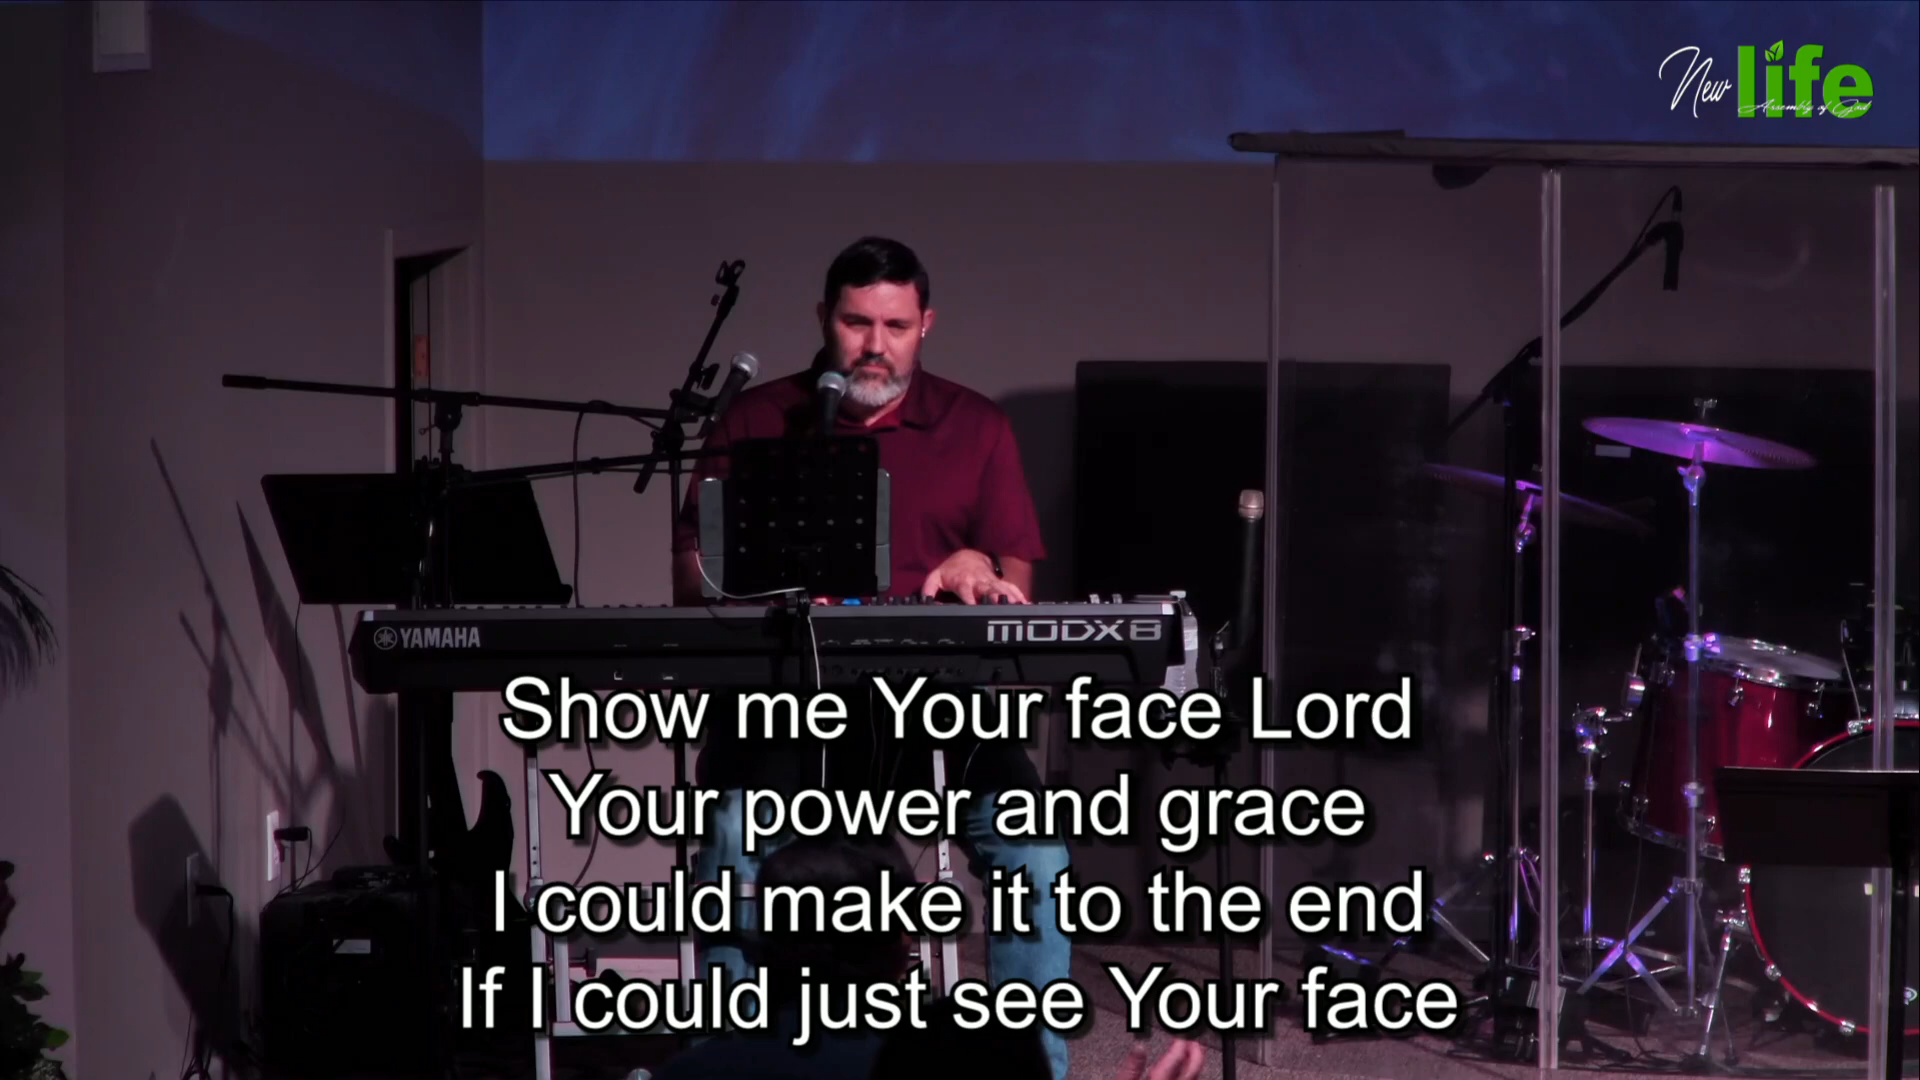 New life
Assembly of God
YAMAHA
MODX8
Show me Your face Lord
Your power and grace
I could make it to the end
If I could just see Your face